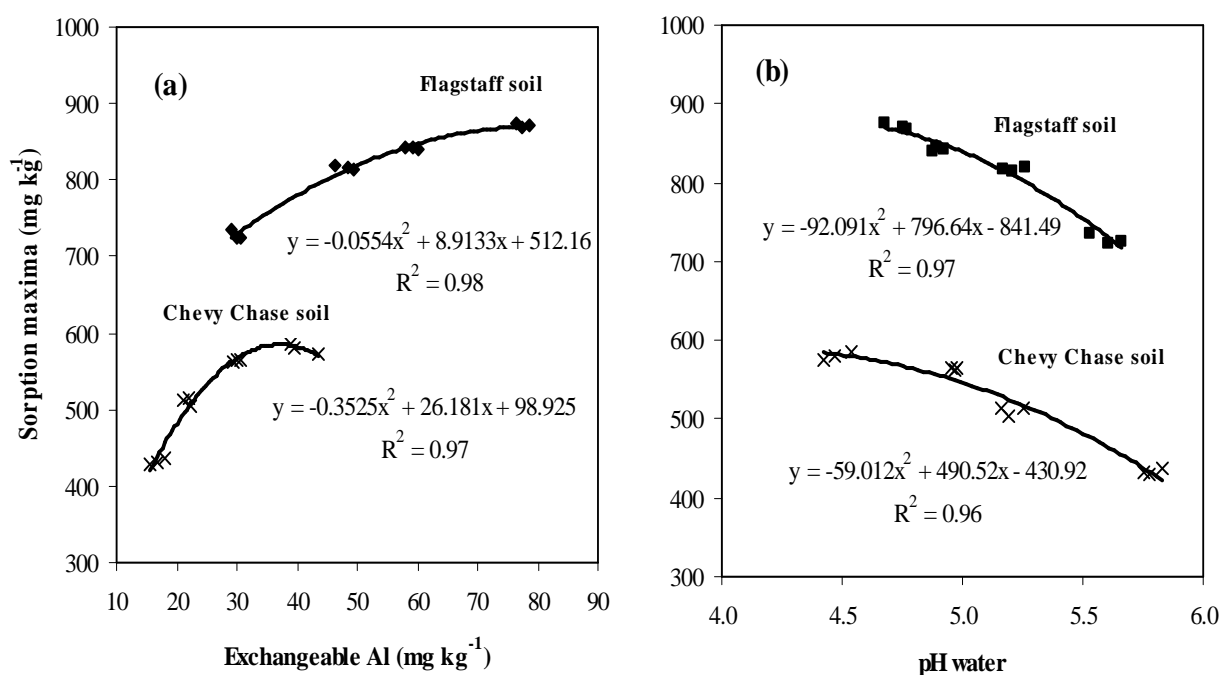 (a)
Flagstaff soil
y = -0.0554x² + 8.9133x + 512.16
R² = 0.98
Chevy Chase soil
y = -0.3525x² + 26.181x + 98.925
R² = 0.97
Sorption maxima (mg kg⁻¹)
1000
900
800
700
600
500
400
300
10 20 30 40 50 60 70 80 90
Exchangeable Al (mg kg⁻¹)
(b)
Flagstaff soil
y = -92.091x² + 796.64x - 841.49
R² = 0.97
Chevy Chase soil
y = -59.012x² + 490.52x - 430.92
R² = 0.96
1000
900
800
700
600
500
400
300
4.0 4.5 5.0 5.5 6.0
pH water